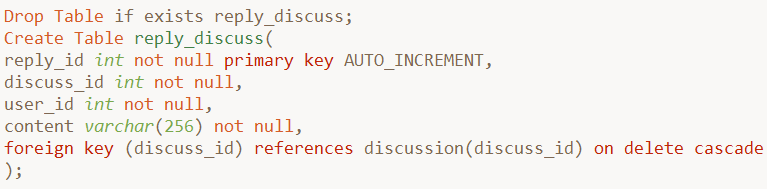 Drop Table if exists reply_discuss;
Create Table reply_discuss(
reply_id int not null primary key AUTO_INCREMENT,
discuss_id int not null,
user_id int not null,
content varchar(256) not null,
foreign key (discuss_id) references discussion(discuss_id) on delete cascade
);